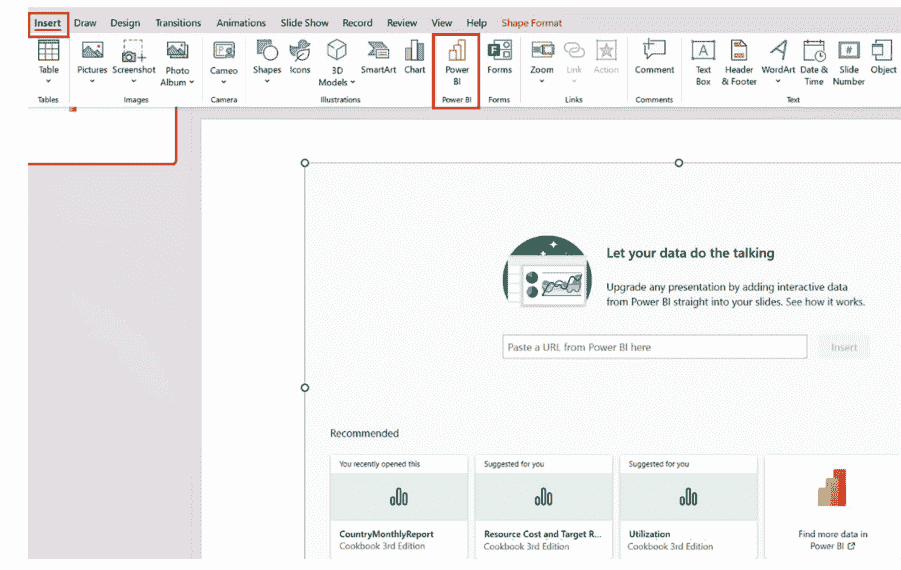 Insert Draw Design Transitions Animations Slide Show Record Review View Help Shape Format
Table Pictures Screenshot Photo Album Cameo Shapes Icons 3D Models SmartArt Chart Power BI Forms Zoom Link Action Comment Text Box Header & Footer WordArt Date & Time Slide Number Object
Tables Images Camera Illustrations Power BI Forms Links Comments Text
Let your data do the talking
Upgrade any presentation by adding interactive data
from Power BI straight into your slides. See how it works.
Paste a URL from Power BI here Insert
Recommended
You recently opened this Suggested for you Suggested for you
CountryMonthlyReport Resource Cost and Target R... Utilization Find more data in
Cookbook 3rd Edition Cookbook 3rd Edition Cookbook 3rd Edition Power BI